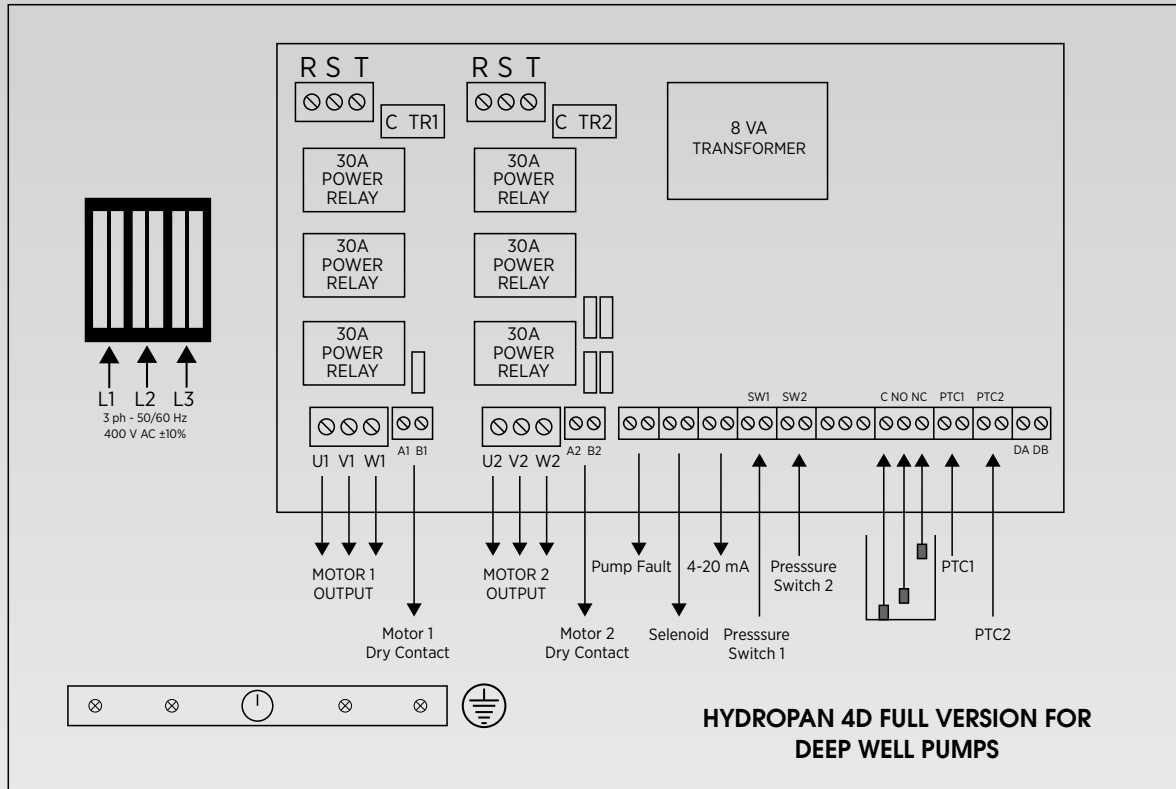 R S T
R S T
C TR1
C TR2
8 VA
TRANSFORMER
30A
POWER
RELAY
30A
POWER
RELAY
30A
POWER
RELAY
30A
POWER
RELAY
30A
POWER
RELAY
30A
POWER
RELAY
L1 L2 L3
3 ph - 50/60 Hz
400 V AC ±10%
SW1 SW2 C NO NC PTC1 PTC2
U1 V1 W1 A1 B1
U2 V2 W2 A2 B2
DA DB
MOTOR 1
OUTPUT
Motor 1
Dry Contact
MOTOR 2
OUTPUT
Motor 2
Dry Contact
Pump Fault
Selenoid
4-20 mA
Presssure
Switch 1
Presssure
Switch 2
PTC1
PTC2
HYDROPAN 4D FULL VERSION FOR
DEEP WELL PUMPS